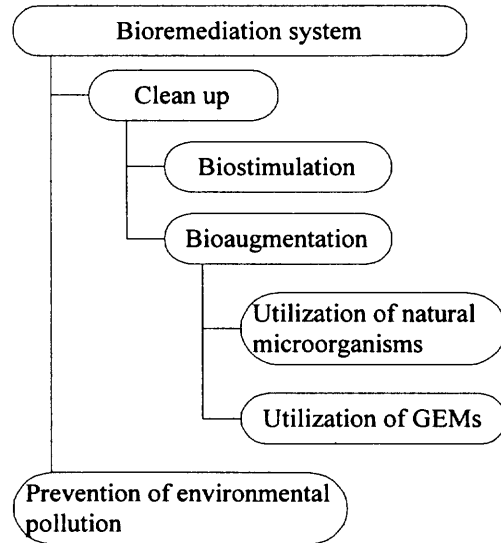 Bioremediation system
Clean up
Biostimulation
Bioaugmentation
Utilization of natural
microorganisms
Utilization of GEMs
Prevention of environmental
pollution